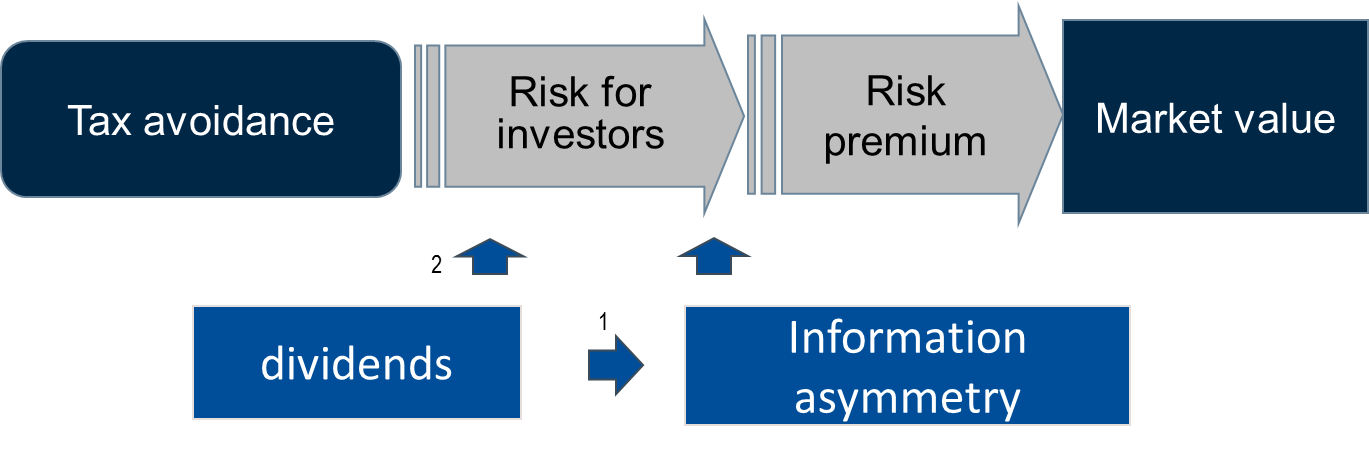 Tax avoidance
Risk for
investors
Risk
premium
Market value
2
1
dividends
Information
asymmetry